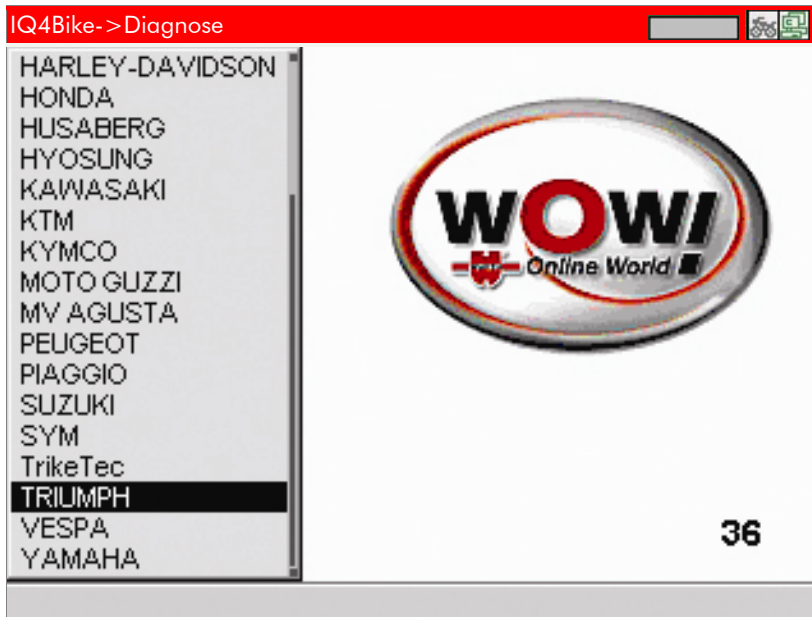 IQ4Bike->Diagnose
HARLEY-DAVIDSON
HONDA
HUSABERG
HYOSUNG
KAWASAKI
KTM
KYMCO
MOTO GUZZI
MV AGUSTA
PEUGEOT
PIAGGIO
SUZUKI
SYM
TrikeTec
TRIUMPH
VESPA
YAMAHA
WOW!
Online World
36